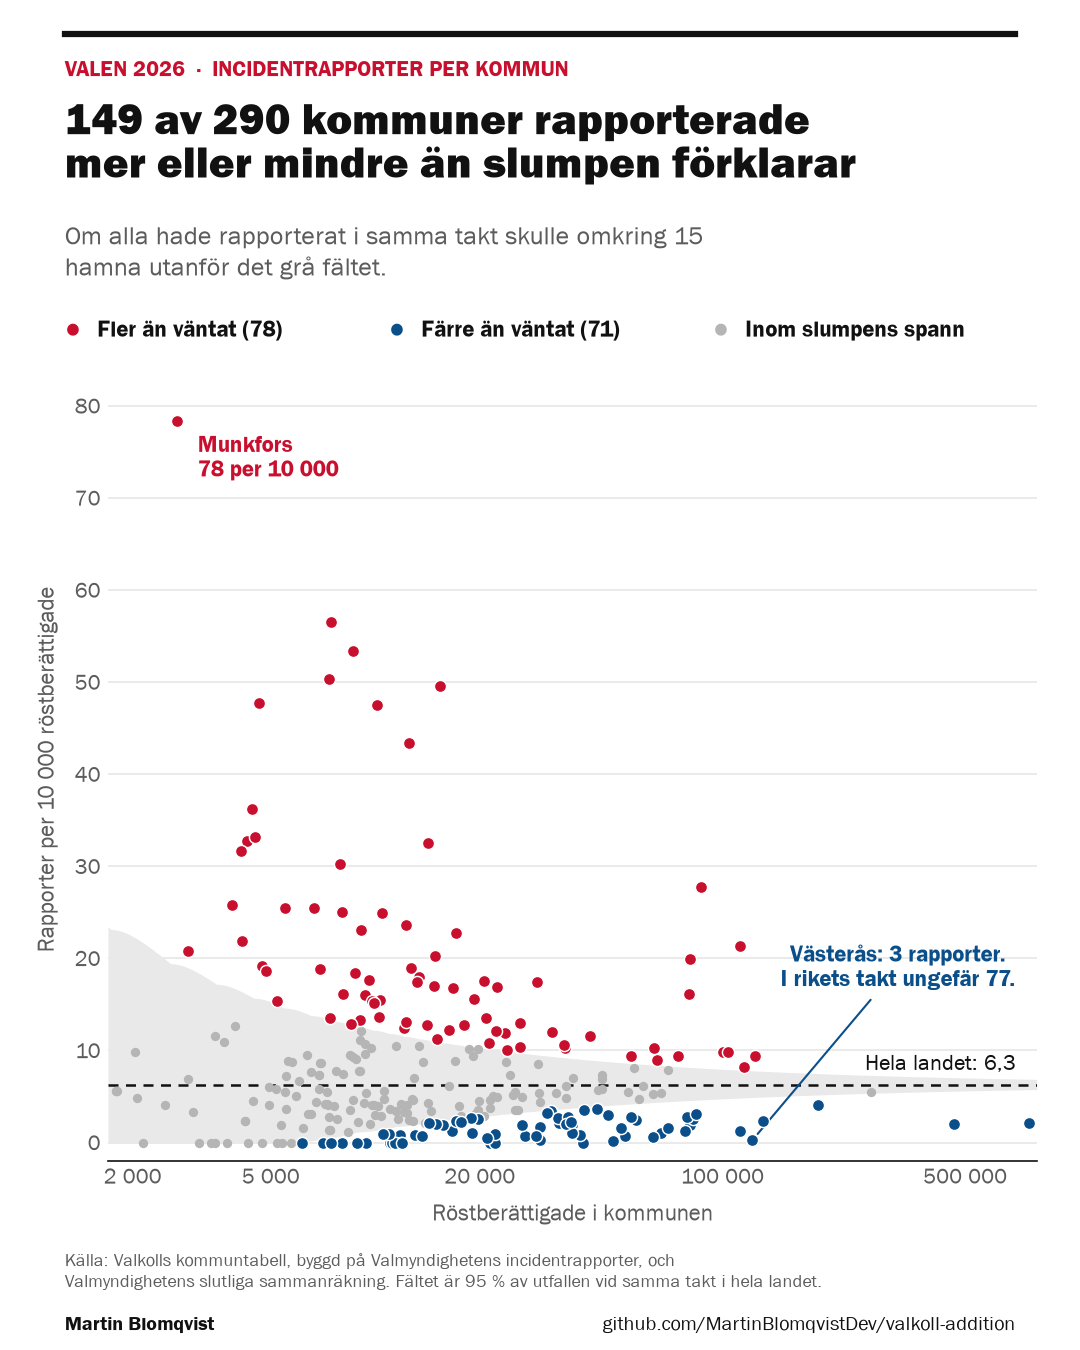 VALEN 2026 · INCIDENTRAPPORTER PER KOMMUN
149 av 290 kommuner rapporterade
mer eller mindre än slumpen förklarar
Om alla hade rapporterat i samma takt skulle omkring 15
hamna utanför det grå fältet.
Fler än väntat (78)
Färre än väntat (71)
Inom slumpens spann
80
Munkfors
78 per 10 000
70
60
50
40
30
20
10
0
Rapporter per 10 000 röstberättigade
Västerås: 3 rapporter.
I rikets takt ungefär 77.
Hela landet: 6,3
2 000
5 000
20 000
100 000
500 000
Röstberättigade i kommunen
Källa: Valkolls kommuntabell, byggd på Valmyndighetens incidentrapporter, och
Valmyndighetens slutliga sammanräkning. Fältet är 95 % av utfallen vid samma takt i hela landet.
Martin Blomqvist
github.com/MartinBlomqvistDev/valkoll-addition